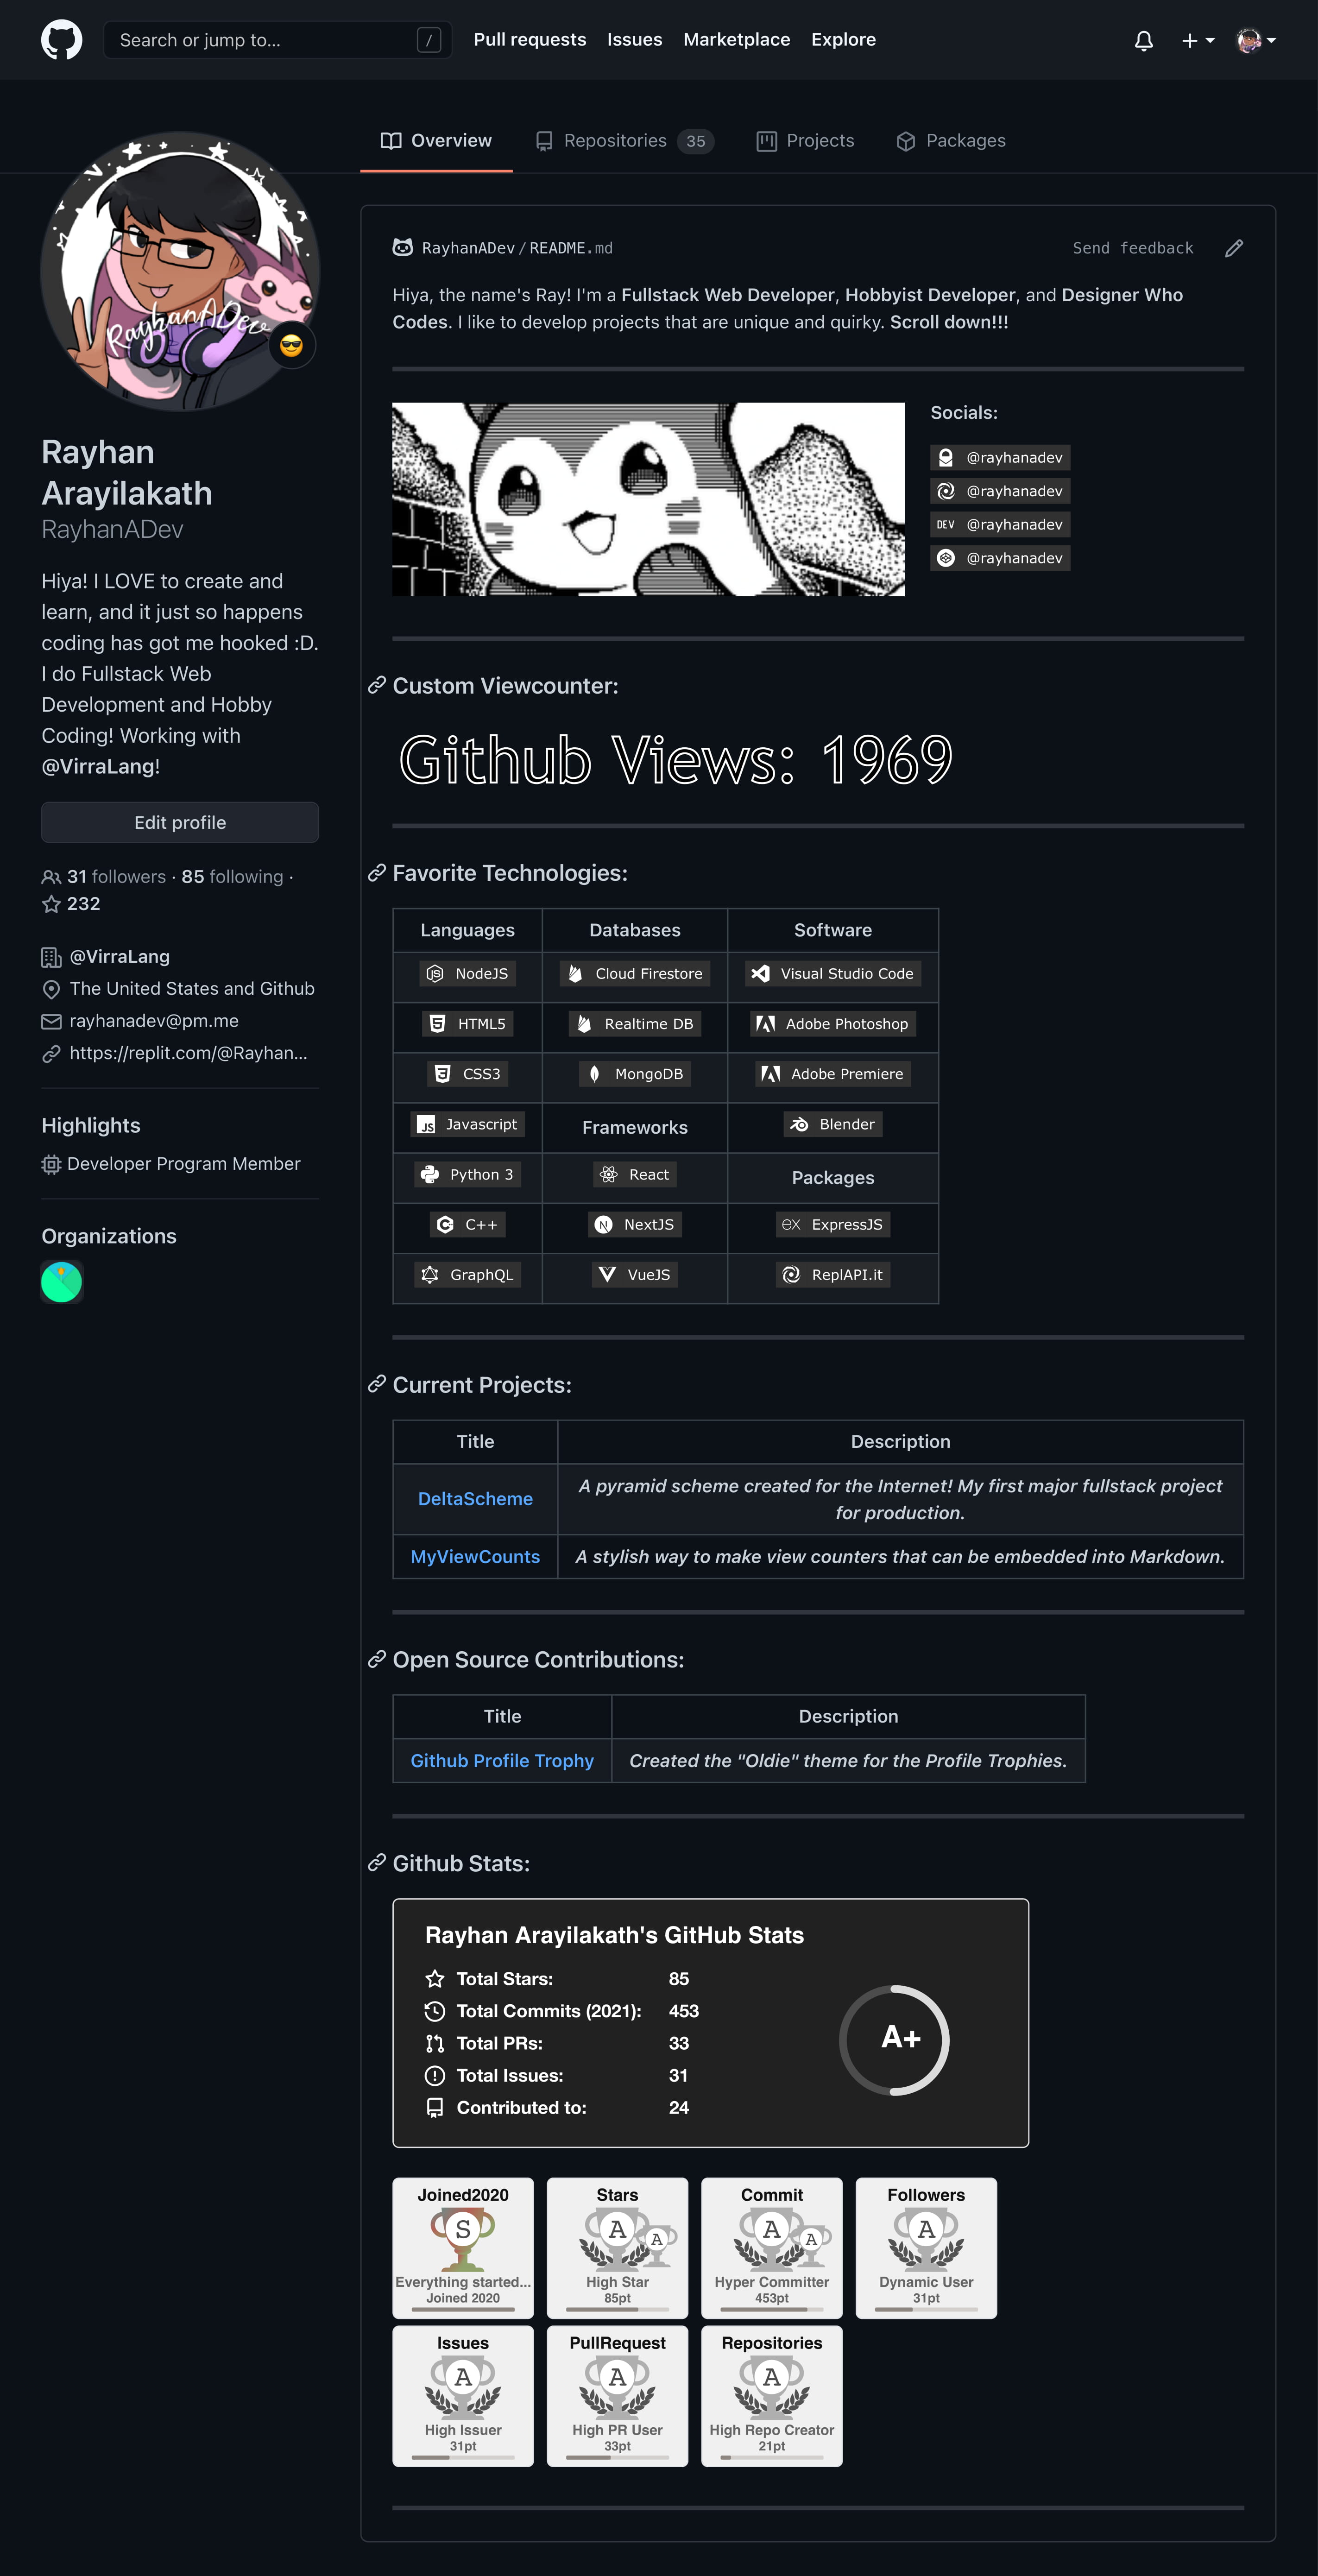 Search or jump to...
/
Pull requests
Issues
Marketplace
Explore
Overview
Repositories 35
Projects
Packages
RayhanADev
Rayhan
Arayilakath
RayhanADev
Hiya! I LOVE to create and
learn, and it just so happens
coding has got me hooked :D.
I do Fullstack Web
Development and Hobby
Coding! Working with
@VirraLang!
Edit profile
31 followers · 85 following ·
232
@VirraLang
The United States and Github
rayhanadev@pm.me
https://replit.com/@Rayhan...
Highlights
Developer Program Member
Organizations
RayhanADev/README.md
Send feedback
Hiya, the name's Ray! I'm a Fullstack Web Developer, Hobbyist Developer, and Designer Who
Codes. I like to develop projects that are unique and quirky. Scroll down!!!
Socials:
@rayhanadev
@rayhanadev
DEV @rayhanadev
@rayhanadev
Custom Viewcounter:
Github Views: 1969
Favorite Technologies:
Languages Databases Software
NodeJS Cloud Firestore Visual Studio Code
HTML5 Realtime DB Adobe Photoshop
CSS3 MongoDB Adobe Premiere
JS Javascript Frameworks Blender
Python 3 React Packages
C++ NextJS ex ExpressJS
GraphQL VueJS ReplAPI.it
Current Projects:
Title Description
DeltaScheme A pyramid scheme created for the Internet! My first major fullstack project
for production.
MyViewCounts A stylish way to make view counters that can be embedded into Markdown.
Open Source Contributions:
Title Description
Github Profile Trophy Created the "Oldie" theme for the Profile Trophies.
Github Stats:
Rayhan Arayilakath's GitHub Stats
Total Stars: 85
Total Commits (2021): 453
Total PRs: 33
Total Issues: 31
Contributed to: 24
A+
Joined2020 Stars Commit Followers
S A A A A A
Everything started... High Star Hyper Committer Dynamic User
Joined 2020 85pt 453pt 31pt
Issues PullRequest Repositories
A A A
High Issuer High PR User High Repo Creator
31pt 33pt 21pt